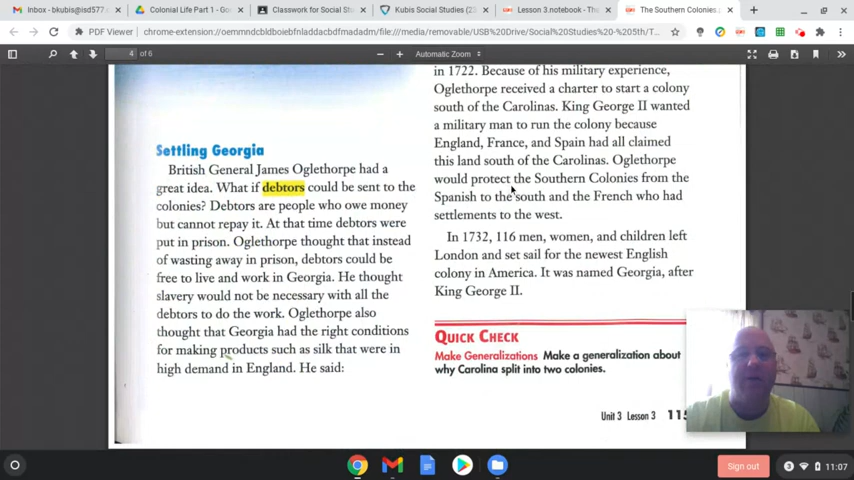 Inbox - bkubis@isd577.c
Colonial Life Part 1 - Go
Classwork for Social Stu
Kubis Social Studies (23
Lesson 3.notebook - The
The Southern Colonies p
PDF Viewer
chrome-extension://oemmndcbldboiebfnladdacbdfmadadm/file:///media/removable/USB%20Drive/Social%20Studies%20-%205th/T...
4 of 6
Automatic Zoom
Settling Georgia
British General James Oglethorpe had a
great idea. What if debtors could be sent to the
colonies? Debtors are people who owe money
but cannot repay it. At that time debtors were
put in prison. Oglethorpe thought that instead
of wasting away in prison, debtors could be
free to live and work in Georgia. He thought
slavery would not be necessary with all the
debtors to do the work. Oglethorpe also
thought that Georgia had the right conditions
for making products such as silk that were in
high demand in England. He said:
in 1722. Because of his military experience,
Oglethorpe received a charter to start a colony
south of the Carolinas. King George II wanted
a military man to run the colony because
England, France, and Spain had all claimed
this land south of the Carolinas. Oglethorpe
would protect the Southern Colonies from the
Spanish to the south and the French who had
settlements to the west.
In 1732, 116 men, women, and children left
London and set sail for the newest English
colony in America. It was named Georgia, after
King George II.
QUICK CHECK
Make Generalizations Make a generalization about
why Carolina split into two colonies.
Unit 3 Lesson 3 115
Sign out
3
11:07